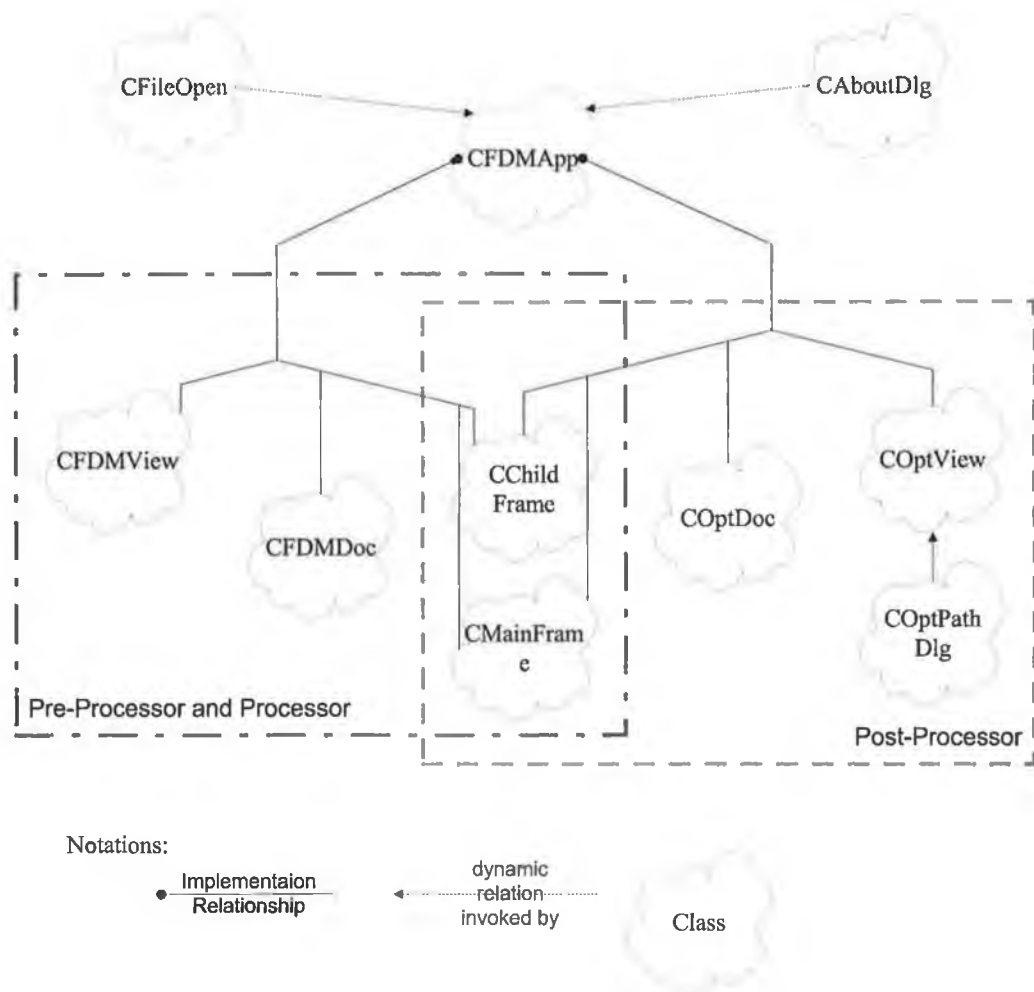 CFileOpen
CAboutDlg
CFDMApp
CFDMView
CChild
Frame
COptView
CFDMDoc
COptDoc
CMainFram
e
COptPath
Dlg
Pre-Processor and Processor
Post-Processor
Notations:
Implementaion
Relationship
dynamic
relation
invoked by
Class